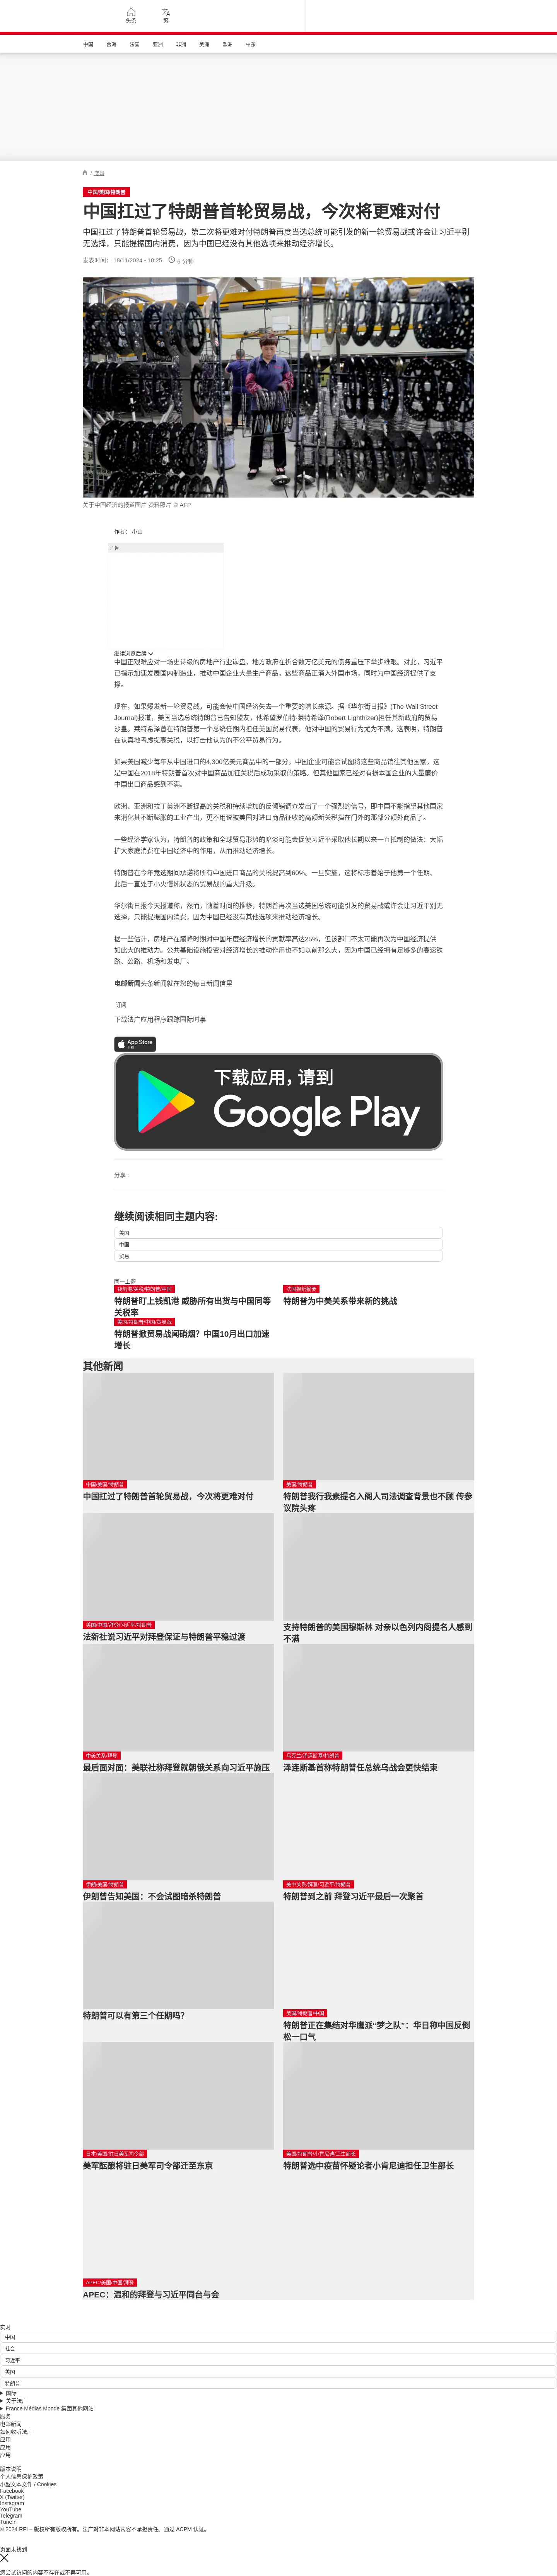 头条
繁
中国
台海
法国
亚洲
非洲
美洲
欧洲
中东
/ 美国
中国/美国/特朗普
中国扛过了特朗普首轮贸易战，今次将更难对付
中国扛过了特朗普首轮贸易战，第二次将更难对付特朗普再度当选总统可能引发的新一轮贸易战或许会让习近平别
无选择，只能提振国内消费，因为中国已经没有其他选项来推动经济增长。
发表时间： 18/11/2024 - 10:25 6 分钟
关于中国经济的报道图片 资料照片 © AFP
作者： 小山
广告
继续浏览后续
中国正艰难应对一场史诗级的房地产行业崩盘，地方政府在折合数万亿美元的债务重压下举步维艰。对此，习近平
已指示加速发展国内制造业，推动中国企业大量生产商品，这些商品正涌入外国市场，同时为中国经济提供了支
撑。
现在，如果爆发新一轮贸易战，可能会使中国经济失去一个重要的增长来源。据《华尔街日报》(The Wall Street
Journal)报道，美国当选总统特朗普已告知盟友，他希望罗伯特·莱特希泽(Robert Lighthizer)担任其新政府的贸易
沙皇。莱特希泽曾在特朗普第一个总统任期内担任美国贸易代表，他对中国的贸易行为尤为不满。这表明，特朗普
在认真地考虑提高关税，以打击他认为的不公平贸易行为。
如果美国减少每年从中国进口的4,300亿美元商品中的一部分，中国企业可能会试图将这些商品销往其他国家，这
是中国在2018年特朗普首次对中国商品加征关税后成功采取的策略。但其他国家已经对有损本国企业的大量廉价
中国出口商品感到不满。
欧洲、亚洲和拉丁美洲不断提高的关税和持续增加的反倾销调查发出了一个强烈的信号，即中国不能指望其他国家
来消化其不断膨胀的工业产出，更不用说被美国对进口商品征收的高额新关税挡在门外的那部分额外商品了。
一些经济学家认为，特朗普的政策和全球贸易形势的暗淡可能会促使习近平采取他长期以来一直抵制的做法：大幅
扩大家庭消费在中国经济中的作用，从而推动经济增长。
特朗普在今年竞选期间承诺将所有中国进口商品的关税提高到60%。一旦实施，这将标志着始于他第一个任期、
此后一直处于小火慢炖状态的贸易战的重大升级。
华尔街日报今天报道称，然而，随着时间的推移，特朗普再次当选美国总统可能引发的贸易战或许会让习近平别无
选择，只能提振国内消费，因为中国已经没有其他选项来推动经济增长。
据一些估计，房地产在巅峰时期对中国年度经济增长的贡献率高达25%，但该部门不太可能再次为中国经济提供
如此大的推动力。公共基础设施投资对经济增长的推动作用也不如以前那么大，因为中国已经拥有足够多的高速铁
路、公路、机场和发电厂。
电邮新闻头条新闻就在您的每日新闻信里
订阅
下载法广应用程序跟踪国际时事
App Store
下载
下载应用，请到
Google Play
分享 :
继续阅读相同主题内容:
美国
中国
贸易
同一主题
钱凯港/关税/特朗普/中国
特朗普盯上钱凯港 威胁所有出货与中国同等
关税率
法国报纸摘要
特朗普为中美关系带来新的挑战
美国/特朗普/中国/贸易战
特朗普掀贸易战闻硝烟？中国10月出口加速
增长
其他新闻
中国/美国/特朗普
中国扛过了特朗普首轮贸易战，今次将更难对付
美国/特朗普
特朗普我行我素提名入阁人司法调查背景也不顾 传参
议院头疼
美国/中国/拜登/习近平/特朗普
法新社说习近平对拜登保证与特朗普平稳过渡
支持特朗普的美国穆斯林 对亲以色列内阁提名人感到
不满
中美关系/拜登
最后面对面：美联社称拜登就朝俄关系向习近平施压
乌克兰/泽连斯基/特朗普
泽连斯基首称特朗普任总统乌战会更快结束
伊朗/美国/特朗普
伊朗普告知美国：不会试图暗杀特朗普
美中关系/拜登/习近平/特朗普
特朗普到之前 拜登习近平最后一次聚首
特朗普可以有第三个任期吗？
美国/特朗普/中国
特朗普正在集结对华鹰派“梦之队”：华日称中国反倒
松一口气
日本/美国/驻日美军司令部
美军酝酿将驻日美军司令部迁至东京
美国/特朗普/小肯尼迪/卫生部长
特朗普选中疫苗怀疑论者小肯尼迪担任卫生部长
APEC/美国/中国/拜登
APEC：温和的拜登与习近平同台与会
实时
中国
社会
习近平
美国
特朗普
国际
关于法广
France Médias Monde 集团其他网站
服务
电邮新闻
如何收听法广
应用
应用
应用
版本说明
个人信息保护政策
小型文本文件 / Cookies
Facebook
X (Twitter)
Instagram
YouTube
Telegram
TuneIn
© 2024 RFI – 版权所有版权所有。法广对非本网站内容不承担责任。通过 ACPM 认证。
页面未找到
您尝试访问的内容不存在或不再可用。